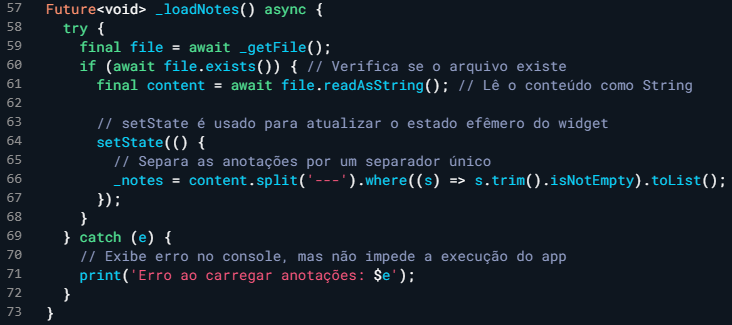 57 Future<void> _loadNotes() async {
58   try {
59     final file = await _getFile();
60     if (await file.exists()) { // Verifica se o arquivo existe
61       final content = await file.readAsString(); // Lê o conteúdo como String
62
63       // setState é usado para atualizar o estado efêmero do widget
64       setState(() {
65         // Separa as anotações por um separador único
66         _notes = content.split('---').where((s) => s.trim().isNotEmpty).toList();
67       });
68     }
69   } catch (e) {
70     // Exibe erro no console, mas não impede a execução do app
71     print('Erro ao carregar anotações: $e');
72   }
73 }